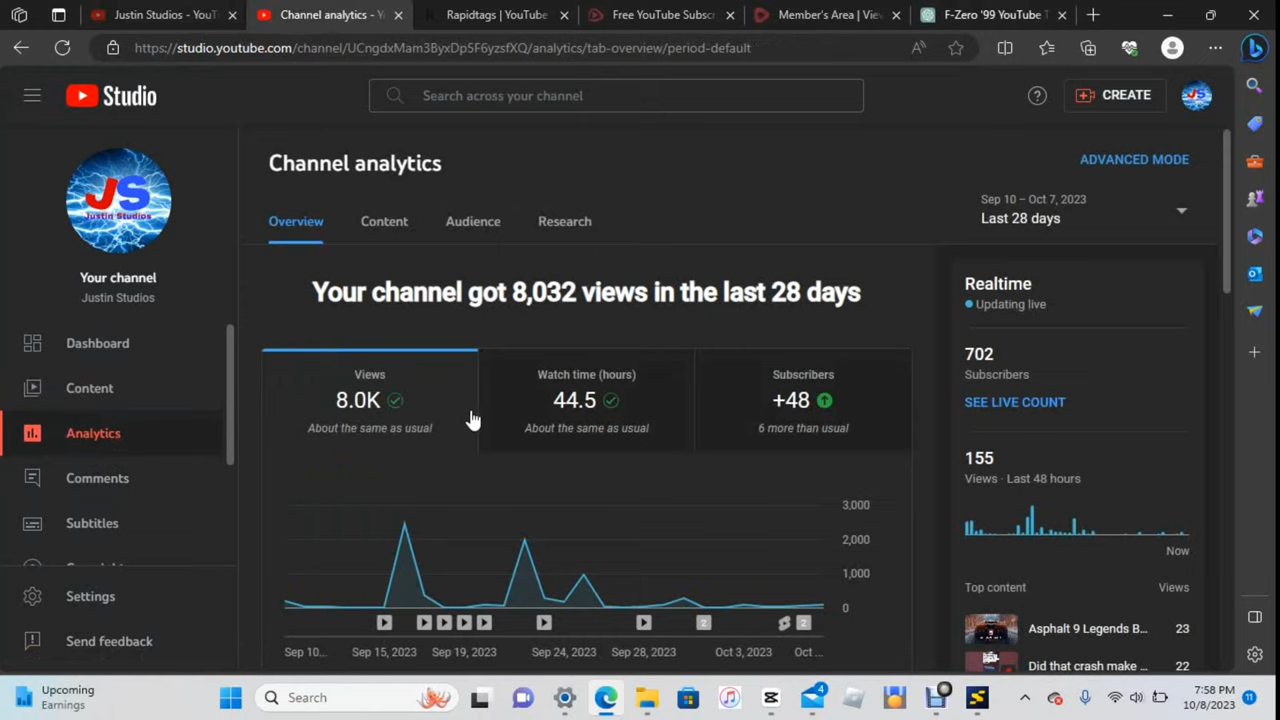 Justin Studios - YouT
Channel analytics - Y
Rapidtags | YouTube
Free YouTube Subscr
Member's Area | View
F-Zero '99 YouTube T
https://studio.youtube.com/channel/UCngdxMam3ByxDp5F6yzsfXQ/analytics/tab-overview/period-default
Studio
Search across your channel
CREATE
JS
JS
Justin Studios
Your channel
Justin Studios
Dashboard
Content
Analytics
Comments
Subtitles
Settings
Send feedback
Channel analytics
ADVANCED MODE
Overview
Content
Audience
Research
Sep 10 – Oct 7, 2023
Last 28 days
Your channel got 8,032 views in the last 28 days
Views
8.0K
About the same as usual
Watch time (hours)
44.5
About the same as usual
Subscribers
+48
6 more than usual
3,000
2,000
1,000
0
2
2
Sep 10...
Sep 15, 2023
Sep 19, 2023
Sep 24, 2023
Sep 28, 2023
Oct 3, 2023
Oct ...
Realtime
Updating live
702
Subscribers
SEE LIVE COUNT
155
Views · Last 48 hours
Now
Top content
Views
Asphalt 9 Legends B...
23
Did that crash make ...
22
Upcoming
Earnings
Search
4
7:58 PM
10/8/2023
11